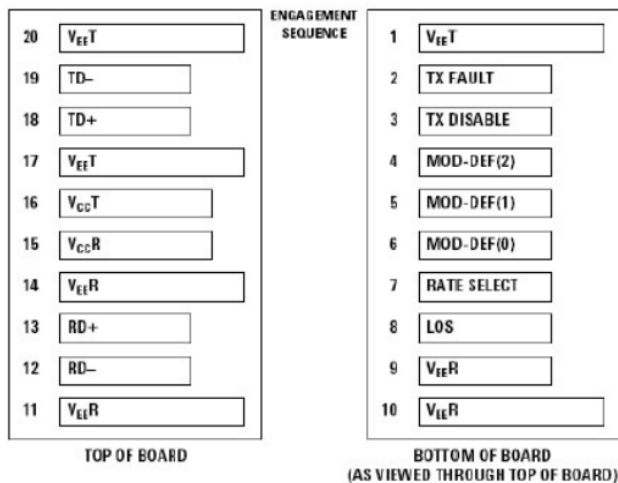 ENGAGEMENT
SEQUENCE
20 VEET
19 TD–
18 TD+
17 VEET
16 VCCT
15 VCCR
14 VEER
13 RD+
12 RD–
11 VEER
TOP OF BOARD
1 VEET
2 TX FAULT
3 TX DISABLE
4 MOD-DEF(2)
5 MOD-DEF(1)
6 MOD-DEF(0)
7 RATE SELECT
8 LOS
9 VEER
10 VEER
BOTTOM OF BOARD
(AS VIEWED THROUGH TOP OF BOARD)